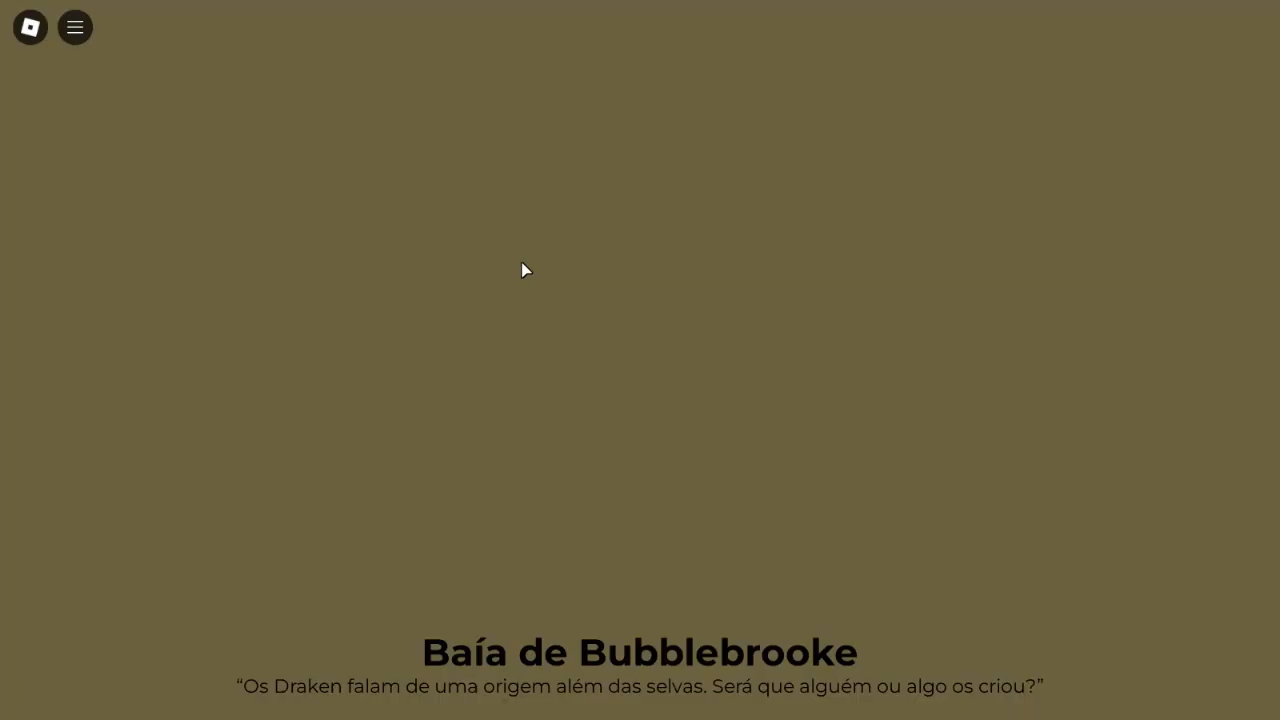 Baía de Bubblebrooke
“Os Draken falam de uma origem além das selvas. Será que alguém ou algo os criou?”